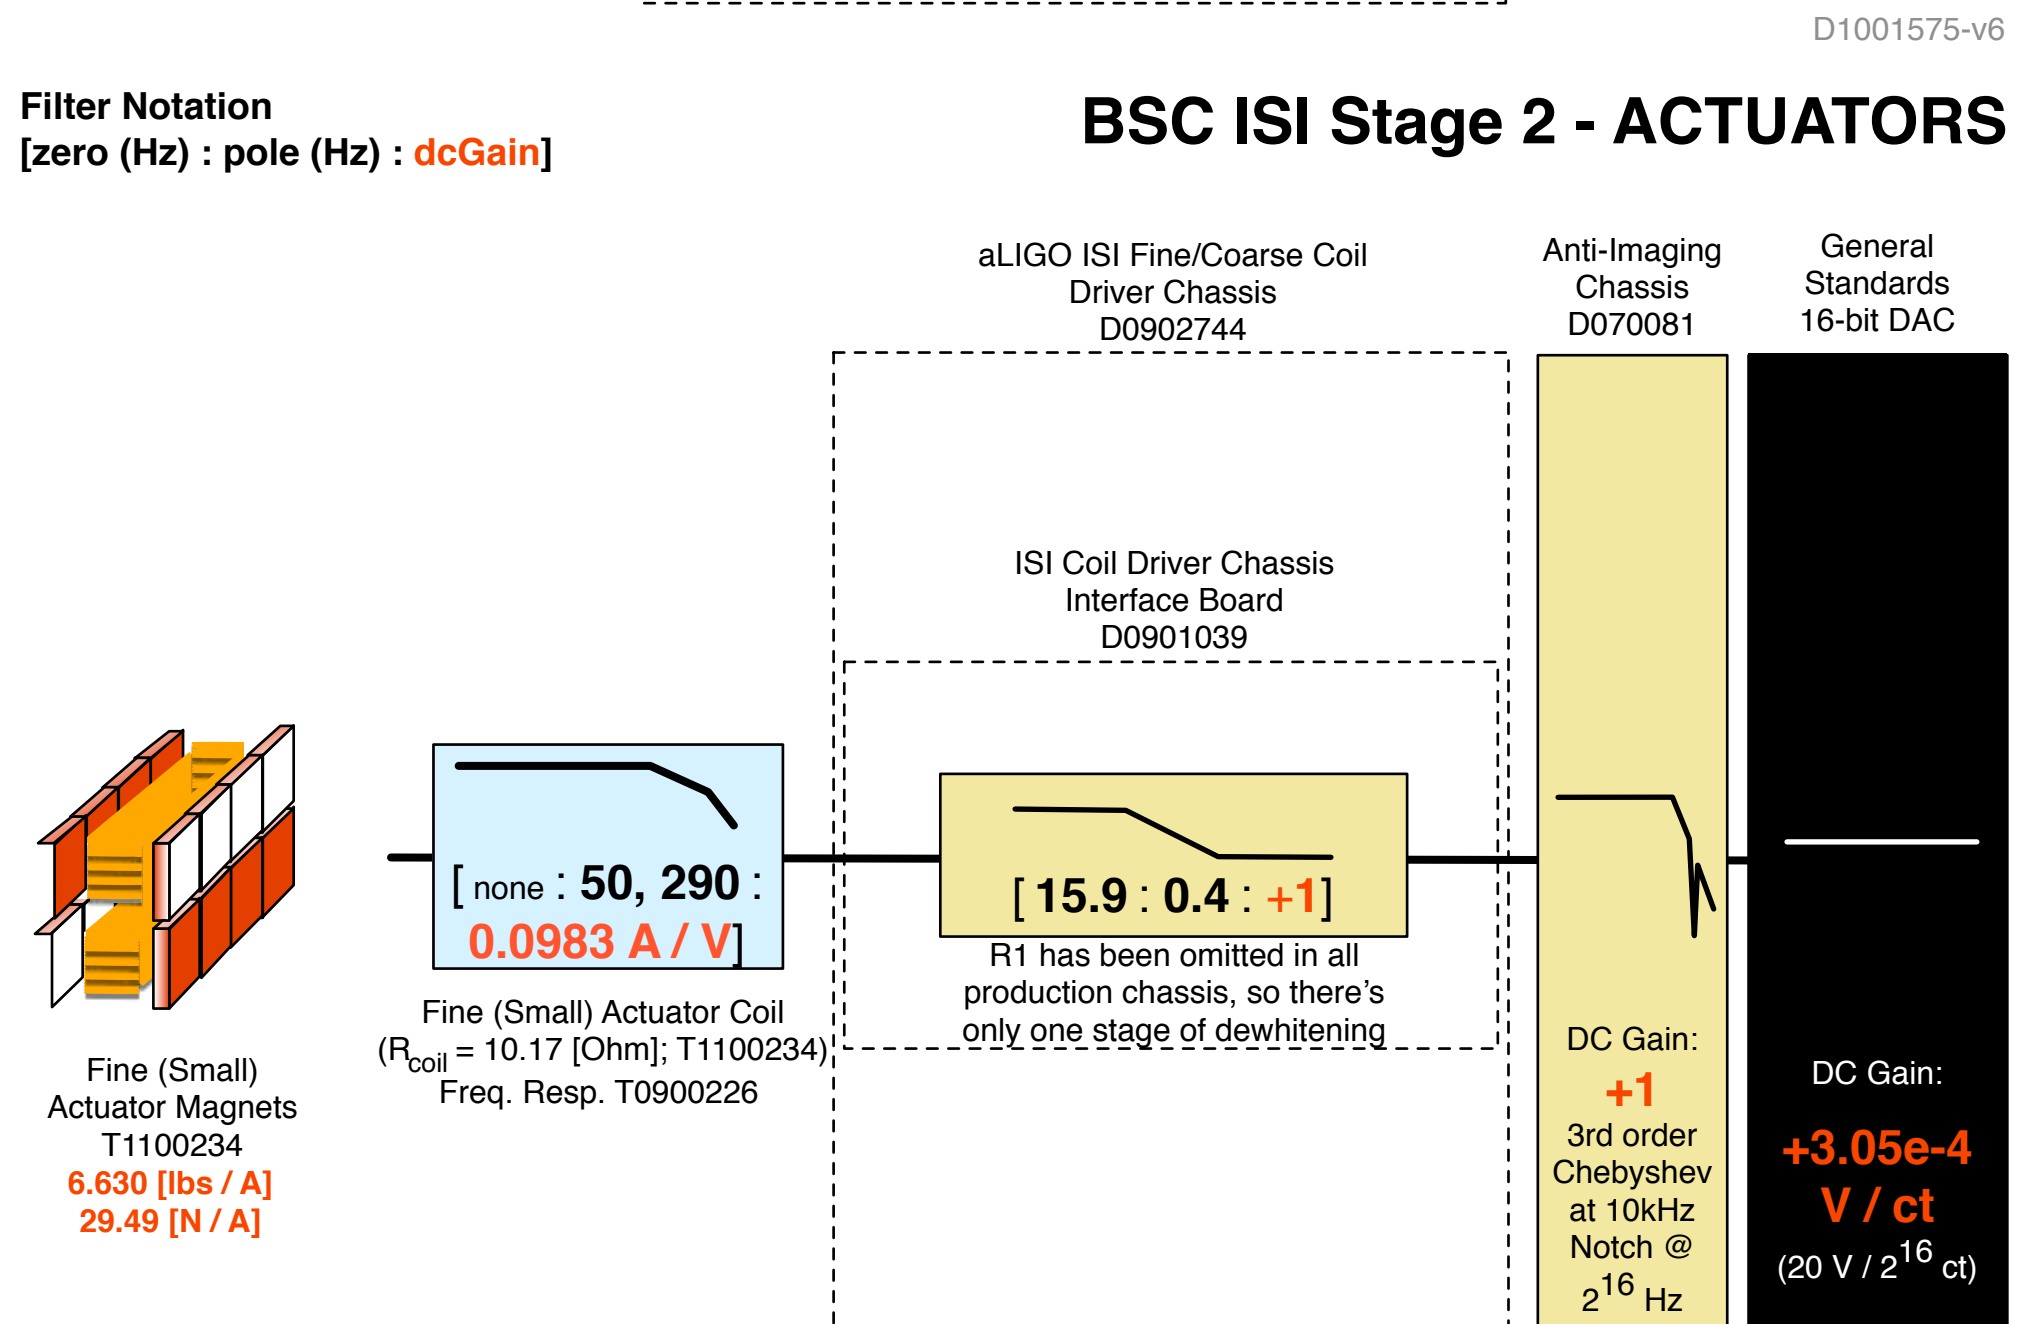 D1001575-v6
Filter Notation
[zero (Hz) : pole (Hz) : dcGain]
BSC ISI Stage 2 - ACTUATORS
aLIGO ISI Fine/Coarse Coil
Driver Chassis
D0902744
Anti-Imaging
Chassis
D070081
General
Standards
16-bit DAC
ISI Coil Driver Chassis
Interface Board
D0901039
[ none : 50, 290 :
0.0983 A / V]
[ 15.9 : 0.4 : +1]
R1 has been omitted in all
production chassis, so there's
only one stage of dewhitening
Fine (Small) Actuator Coil
(Rcoil = 10.17 [Ohm]; T1100234)
Freq. Resp. T0900226
Fine (Small)
Actuator Magnets
T1100234
6.630 [lbs / A]
29.49 [N / A]
DC Gain:
+1
3rd order
Chebyshev
at 10kHz
Notch @
2^16 Hz
DC Gain:
+3.05e-4
V / ct
(20 V / 2^16 ct)